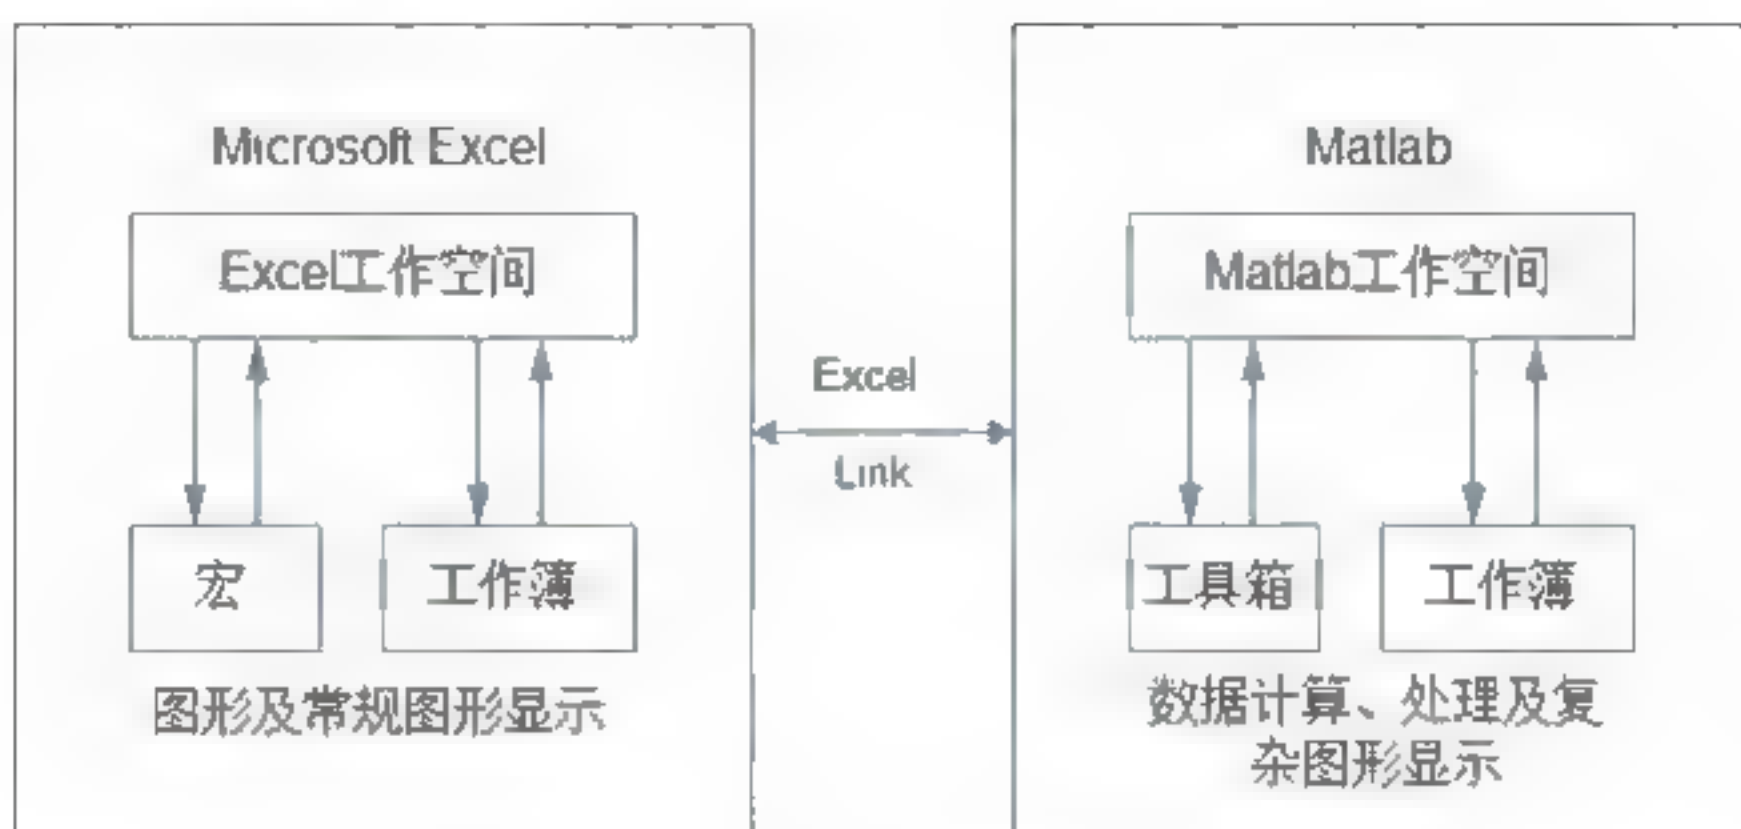 Microsoft Excel
Excel工作空间
宏
工作簿
图形及常规图形显示
Excel
Link
Matlab
Matlab工作空间
工具箱
工作簿
数据计算、处理及复
杂图形显示